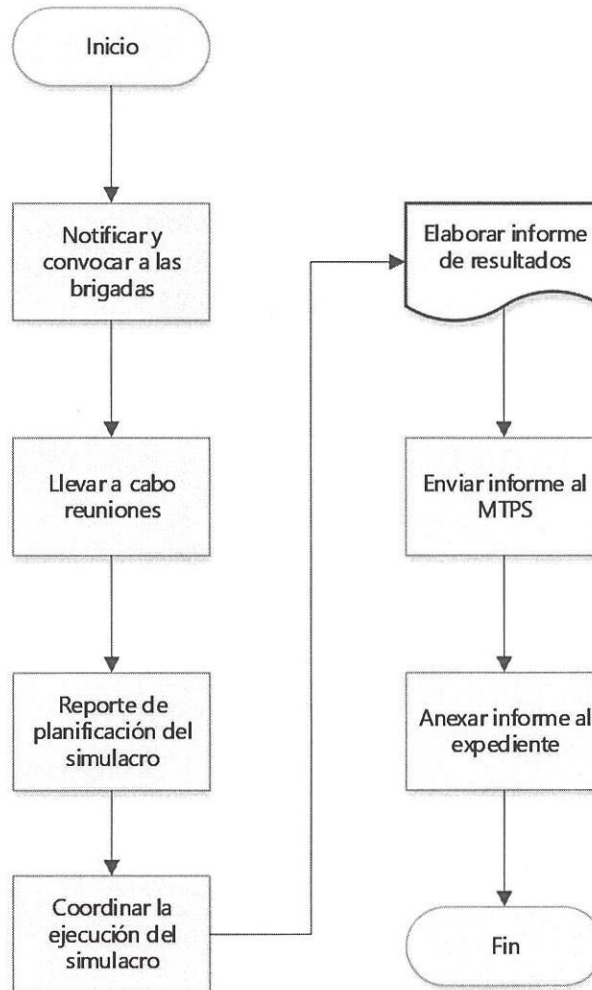 Inicio
Notificar y
convocar a las
brigadas
Llevar a cabo
reuniones
Reporte de
planificación del
simulacro
Coordinar la
ejecución del
simulacro
Elaborar informe
de resultados
Enviar informe al
MTPS
Anexar informe al
expediente
Fin